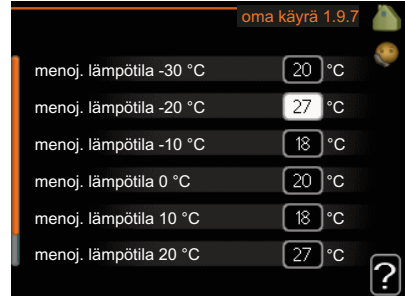 oma käyrä 1.9.7
menoj. lämpötila -30 °C 20 °C
menoj. lämpötila -20 °C 27 °C
menoj. lämpötila -10 °C 18 °C
menoj. lämpötila 0 °C 20 °C
menoj. lämpötila 10 °C 18 °C
menoj. lämpötila 20 °C 27 °C
?